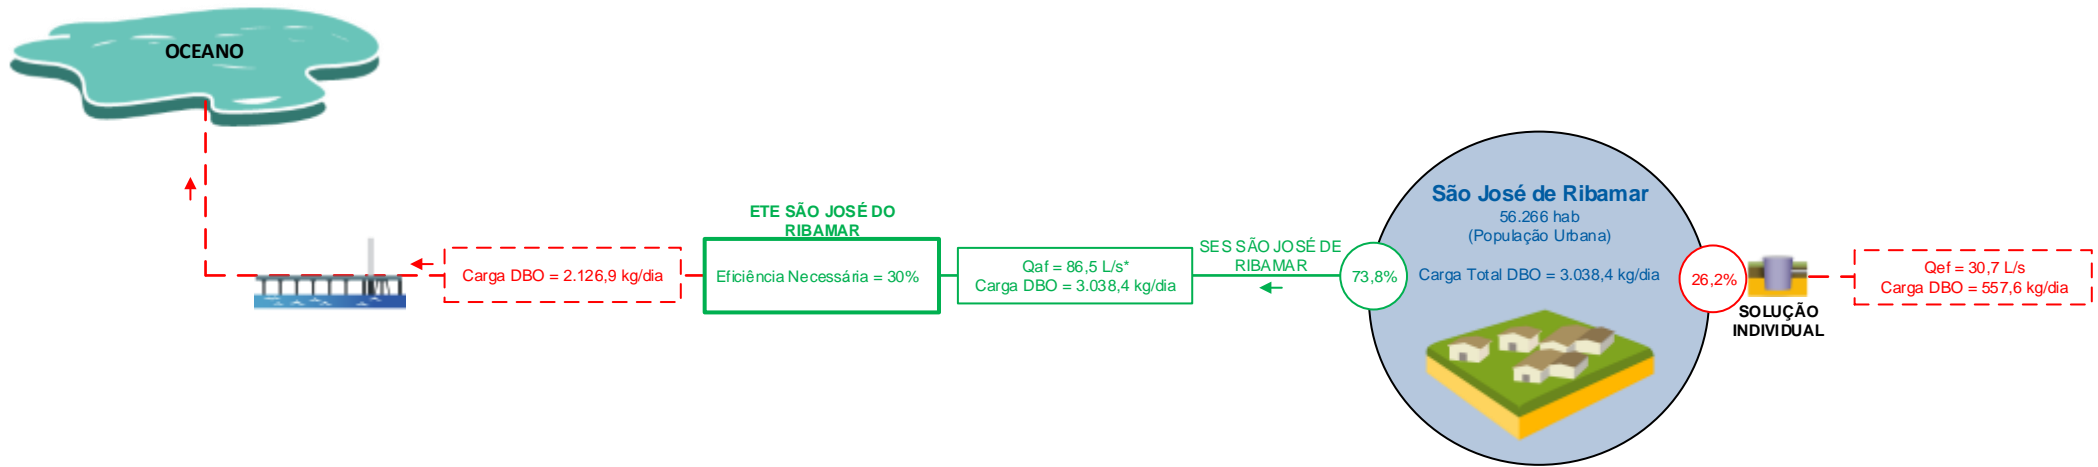 OCEANO
Carga DBO = 2.126,9 kg/dia
ETE SÃO JOSÉ DO
RIBAMAR
Eficiência Necessária = 30%
Qaf = 86,5 L/s*
Carga DBO = 3.038,4 kg/dia
SES SÃO JOSÉ DE
RIBAMAR
73,8%
São José de Ribamar
56.266 hab
(População Urbana)
Carga Total DBO = 3.038,4 kg/dia
26,2%
SOLUÇÃO
INDIVIDUAL
Qef = 30,7 L/s
Carga DBO = 557,6 kg/dia